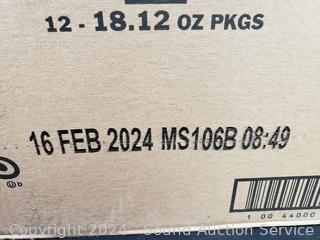 12 - 18.12 OZ PKGS
16 FEB 2024 MS106B 08:49
U D
1 00 44000
Copyright 2024 - Sound Auction Service